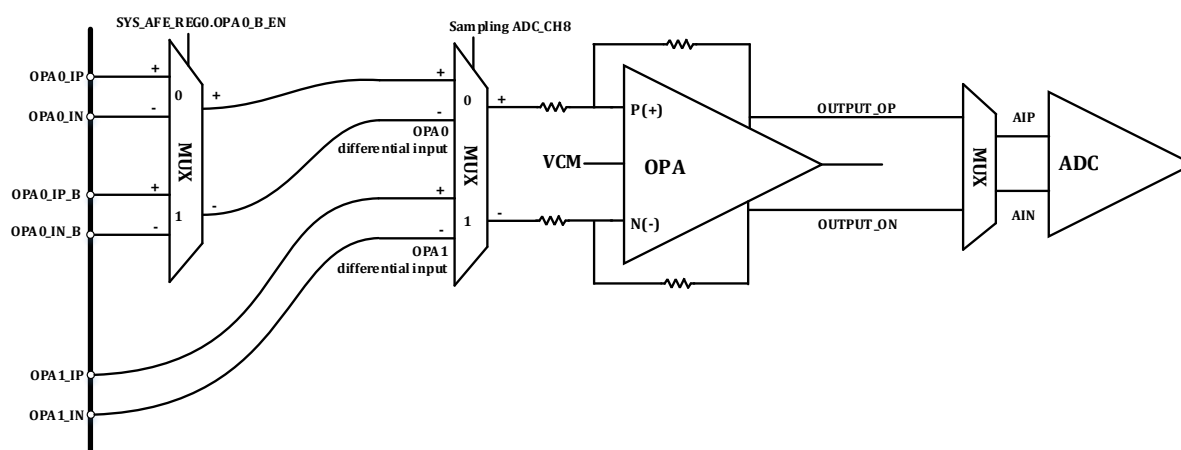 SYS_AFE_REG0.OPA0_B_EN
Sampling ADC_CH8
OPA0_IP
+
0
+
OPA0_IN
-
MUX
OPA0_IP_B
+
1
-
OPA0_IN_B
-
+
0
+
-
OPA0
differential input
MUX
+
1
-
-
OPA1
differential input
P(+)
VCM
OPA
N(-)
OUTPUT_OP
OUTPUT_ON
MUX
AIP
AIN
ADC
OPA1_IP
OPA1_IN